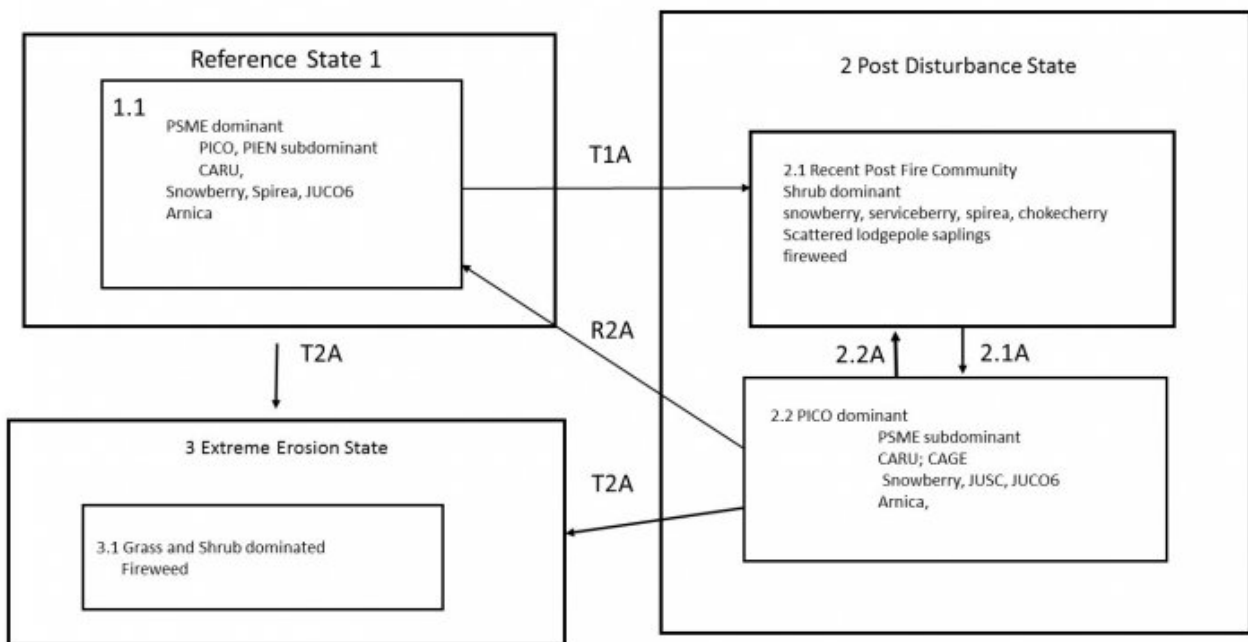 Reference State 1
1.1
PSME dominant
PICO, PIEN subdominant
CARU,
Snowberry, Spirea, JUCO6
Arnica
T1A
2 Post Disturbance State
2.1 Recent Post Fire Community
Shrub dominant
snowberry, serviceberry, spirea, chokecherry
Scattered lodgepole saplings
fireweed
R2A
T2A
2.2A
2.1A
2.2 PICO dominant
PSME subdominant
CARU; CAGE
Snowberry, JUSC, JUCO6
Arnica,
T2A
3 Extreme Erosion State
3.1 Grass and Shrub dominated
Fireweed